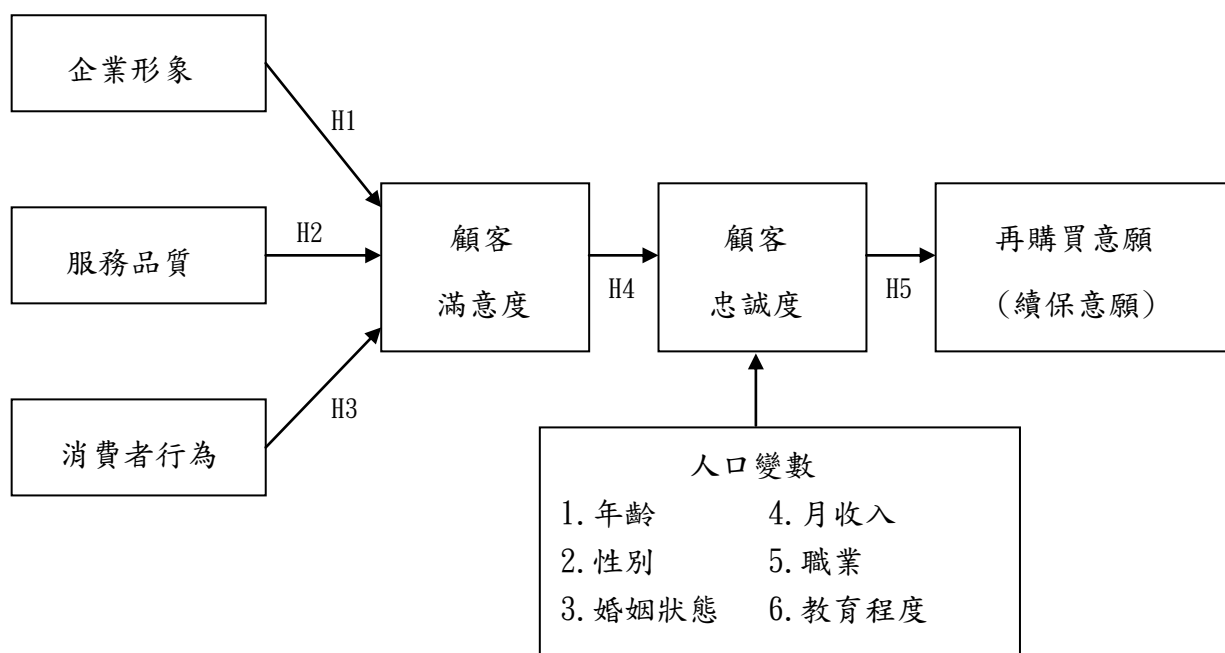 企業形象
H1
服務品質
H2
消費者行為
H3
顧客
滿意度
H4
顧客
忠誠度
H5
再購買意願
(續保意願)
人口變數
1.年齡 4.月收入
2.性別 5.職業
3.婚姻狀態 6.教育程度